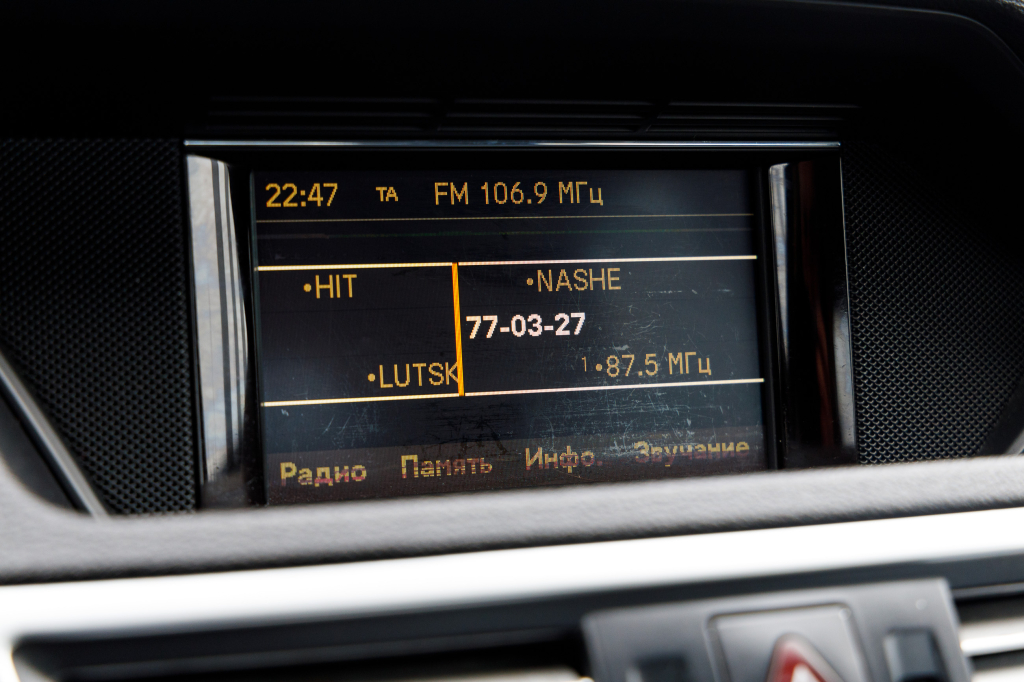 22:47 TA FM 106.9 МГц
•HIT •NASHE
77-03-27
•LUTSK 1•87.5 МГц
Радио Память Инфо. Звучание